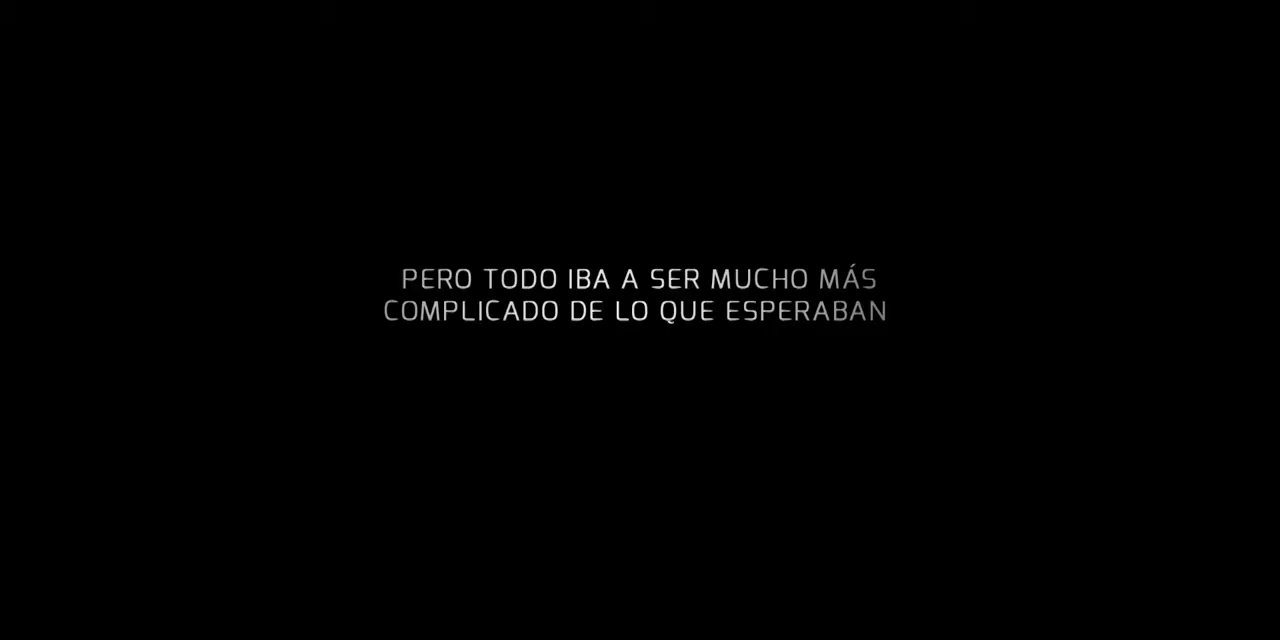 PERO TODO IBA A SER MUCHO MÁS
COMPLICADO DE LO QUE ESPERABAN